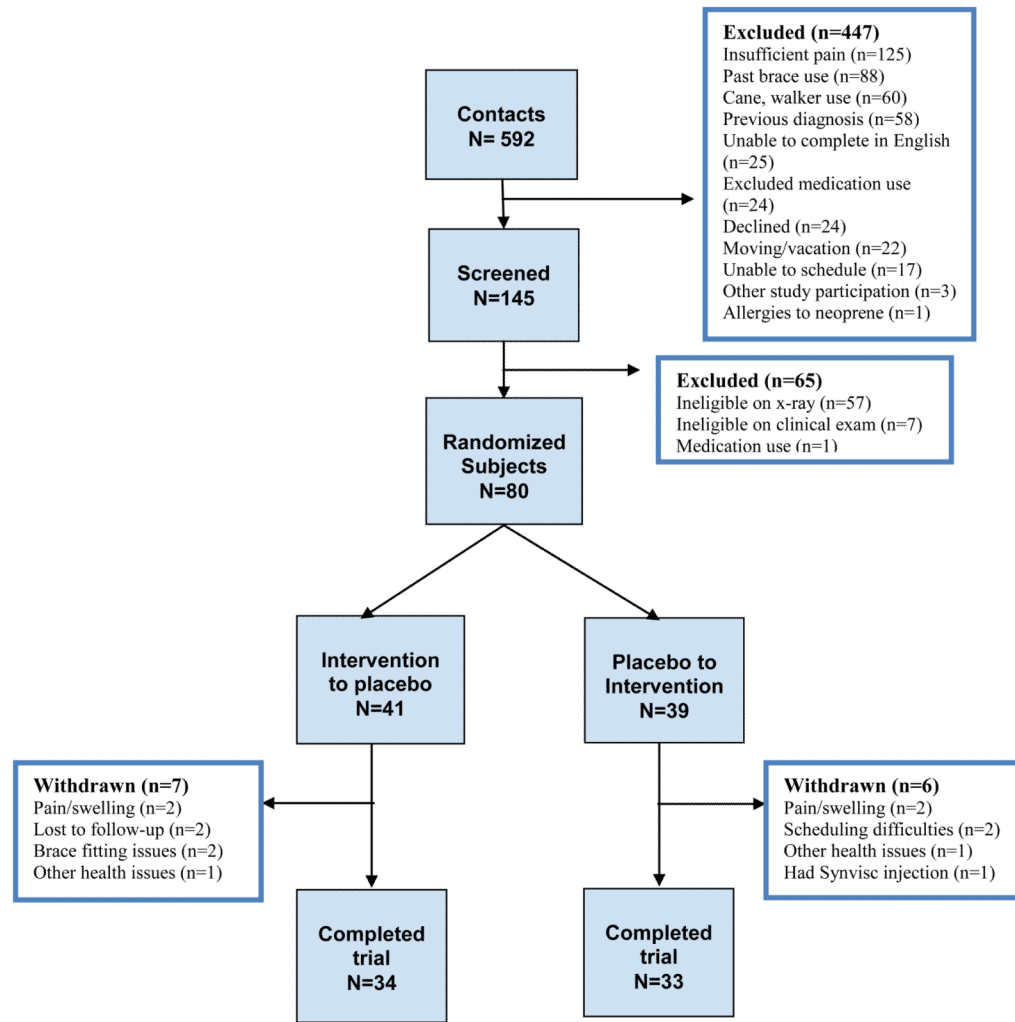 Contacts
N= 592
Excluded (n=447)
Insufficient pain (n=125)
Past brace use (n=88)
Cane, walker use (n=60)
Previous diagnosis (n=58)
Unable to complete in English
(n=25)
Excluded medication use
(n=24)
Declined (n=24)
Moving/vacation (n=22)
Unable to schedule (n=17)
Other study participation (n=3)
Allergies to neoprene (n=1)
Screened
N=145
Excluded (n=65)
Ineligible on x-ray (n=57)
Ineligible on clinical exam (n=7)
Medication use (n=1)
Randomized
Subjects
N=80
Intervention
to placebo
N=41
Placebo to
Intervention
N=39
Withdrawn (n=7)
Pain/swelling (n=2)
Lost to follow-up (n=2)
Brace fitting issues (n=2)
Other health issues (n=1)
Withdrawn (n=6)
Pain/swelling (n=2)
Scheduling difficulties (n=2)
Other health issues (n=1)
Had Synvisc injection (n=1)
Completed
trial
N=34
Completed
trial
N=33